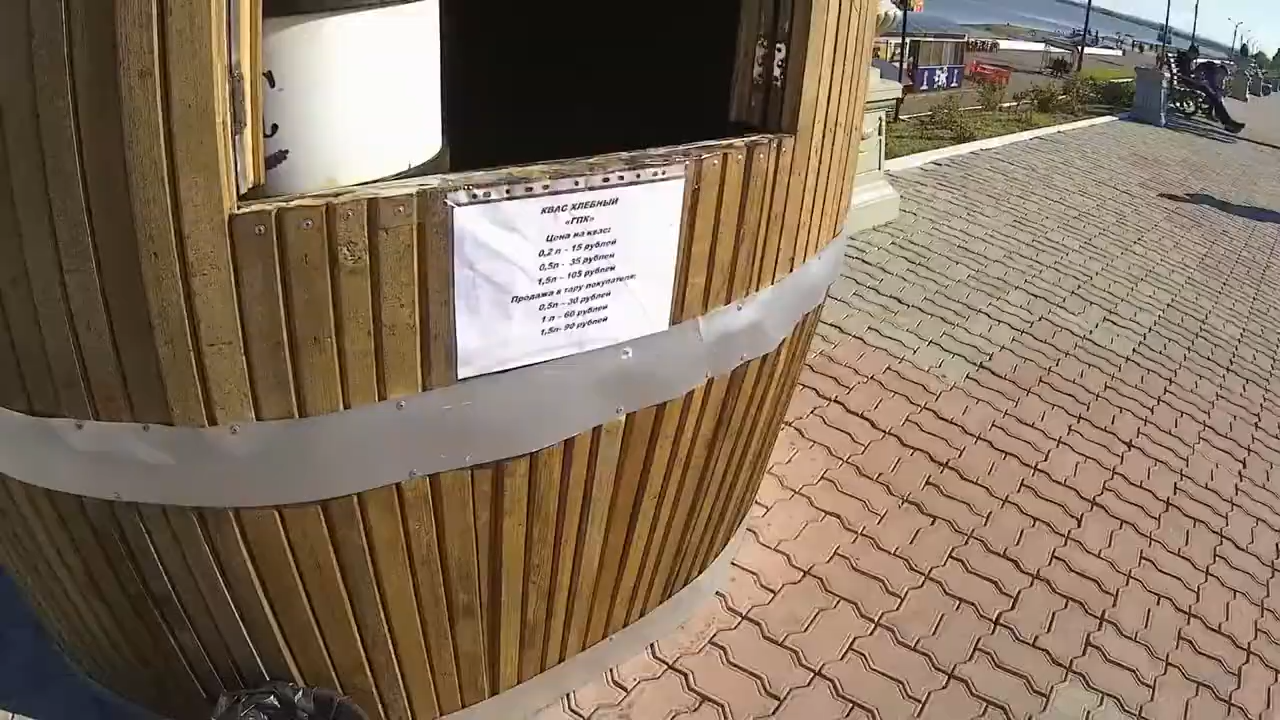 КВАС ХЛЕБНЫЙ
«ГПК»
Цена на квас:
0,2 л - 15 рублей
0,5л - 35 рублей
1,5л - 105 рублей
Продажа в тару покупателя:
0,5л - 30 рублей
1 л - 60 рублей
1,5л- 90 рублей